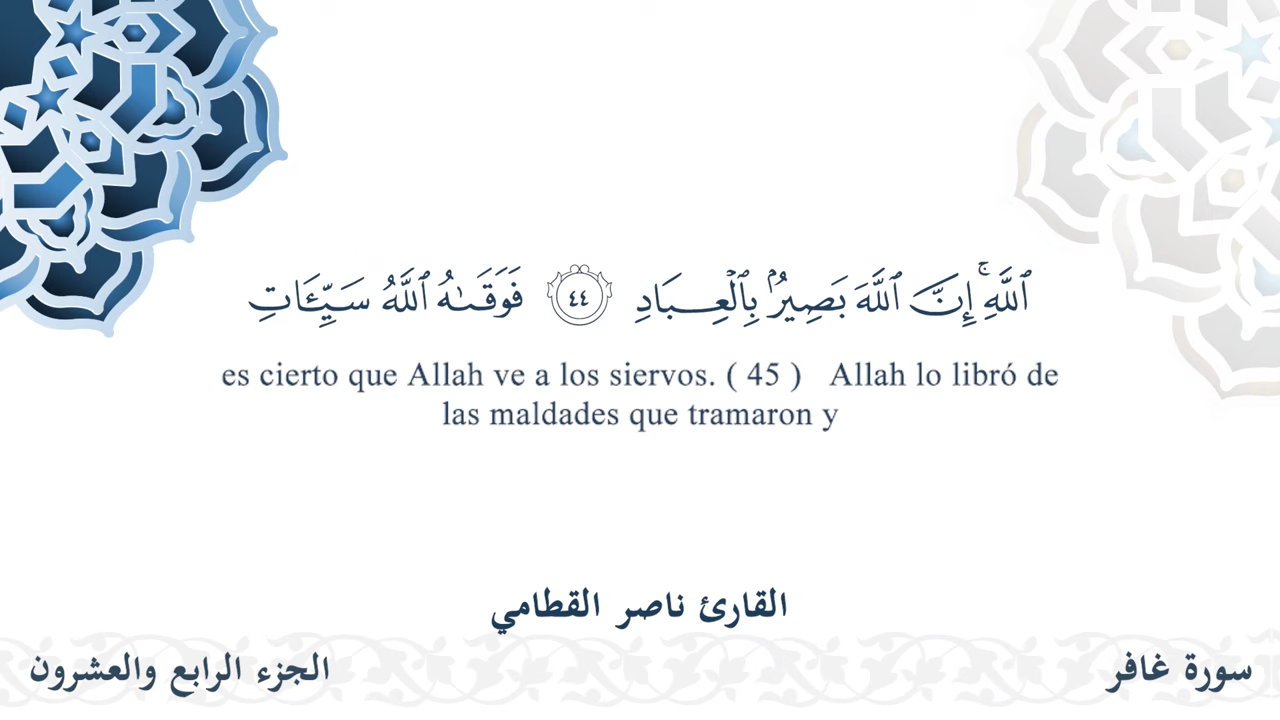 ٱللَّهِۚ إِنَّ ٱللَّهَ بَصِيرُۢ بِٱلۡعِبَادِ ٤٤ فَوَقَىٰهُ ٱللَّهُ سَيِّـَٔاتِ
es cierto que Allah ve a los siervos. ( 45 ) Allah lo libró de
las maldades que tramaron y
القارئ ناصر القطامي
سورة غافر
الجزء الرابع والعشرون